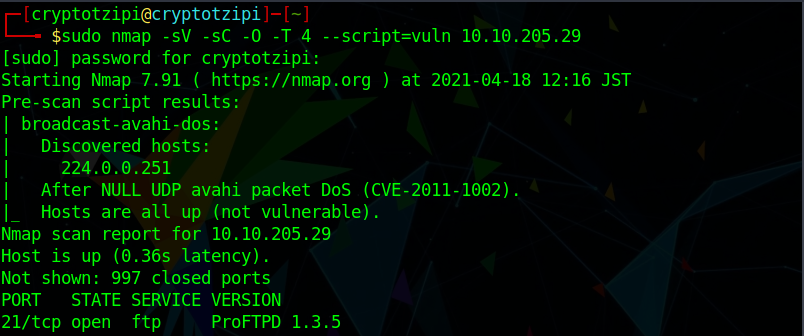 ┌─[cryptotzipi@cryptotzipi]─[~]
└──╼ $sudo nmap -sV -sC -O -T 4 --script=vuln 10.10.205.29
[sudo] password for cryptotzipi:
Starting Nmap 7.91 ( https://nmap.org ) at 2021-04-18 12:16 JST
Pre-scan script results:
| broadcast-avahi-dos:
|   Discovered hosts:
|     224.0.0.251
|   After NULL UDP avahi packet DoS (CVE-2011-1002).
|_  Hosts are all up (not vulnerable).
Nmap scan report for 10.10.205.29
Host is up (0.36s latency).
Not shown: 997 closed ports
PORT   STATE SERVICE VERSION
21/tcp open  ftp     ProFTPD 1.3.5